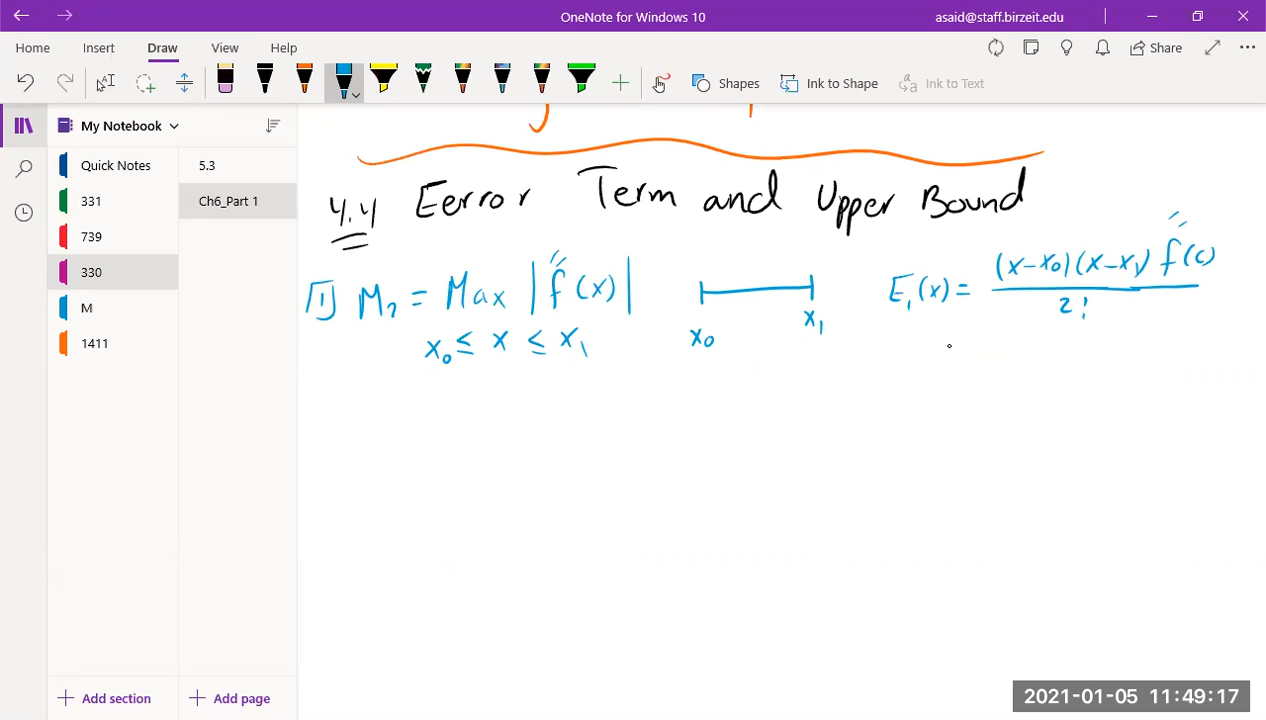 OneNote for Windows 10
asaid@staff.birzeit.edu
Home Insert Draw View Help
Share
Shapes
Ink to Shape
Ink to Text
My Notebook
Quick Notes
331
739
330
M
1411
5.3
Ch6_Part 1
4.4 Eerror Term and Upper Bound
[1] M₂ = Max |f″(x)|
x₀ ≤ x ≤ x₁
x₀ x₁
E₁(x) = (x-x₀)(x-x₁) f″(c)
2!
Add section
Add page
2021-01-05 11:49:17